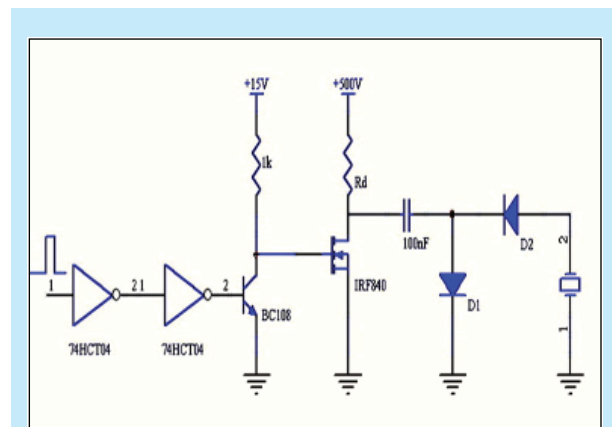 +15V +500V
1k
Rd
100nF
D2
2
1
1 2 1 2
BC108
IRF840
D1
74HCT04 74HCT04